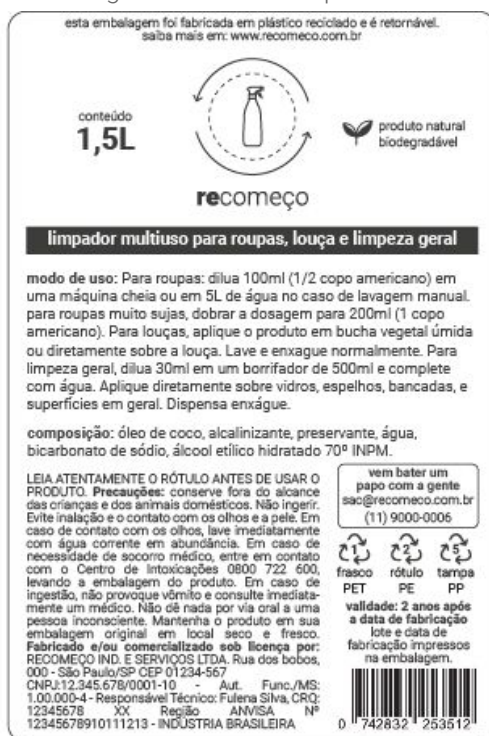 esta embalagem foi fabricada em plástico reciclado e é retornável.
saiba mais em: www.recomeco.com.br
conteúdo
1,5L
produto natural
biodegradável
recomeço
limpador multiuso para roupas, louça e limpeza geral
modo de uso: Para roupas: dilua 100ml (1/2 copo americano) em
uma máquina cheia ou em 5L de água no caso de lavagem manual.
para roupas muito sujas, dobrar a dosagem para 200ml (1 copo
americano). Para louças, aplique o produto em bucha vegetal úmida
ou diretamente sobre a louça. Lave e enxague normalmente. Para
limpeza geral, dilua 30ml em um borrifador de 500ml e complete
com água. Aplique diretamente sobre vidros, espelhos, bancadas, e
superfícies em geral. Dispensa enxágue.
composição: óleo de coco, alcalinizante, preservante, água,
bicarbonato de sódio, álcool etílico hidratado 70º INPM.
LEIA ATENTAMENTE O RÓTULO ANTES DE USAR O
PRODUTO. Precauções: conserve fora do alcance
das crianças e dos animais domésticos. Não ingerir.
Evite inalação e o contato com os olhos e a pele. Em
caso de contato com os olhos, lave imediatamente
com água corrente em abundância. Em caso de
necessidade de socorro médico, entre em contato
com o Centro de Intoxicações 0800 722 600,
levando a embalagem do produto. Em caso de
ingestão, não provoque vômito e consulte imediata-
mente um médico. Não dê nada por via oral a uma
pessoa inconsciente. Mantenha o produto em sua
embalagem original em local seco e fresco.
Fabricado e/ou comercializado sob licença por:
RECOMEÇO IND. E SERVIÇOS LTDA. Rua dos bobos,
000 - São Paulo/SP CEP 01234-567
CNPJ:12.345.678/0001-10 - Aut. Func./MS:
1.00.000-4 - Responsável Técnico: Fulena Silva, CRQ:
12345678 XX Região ANVISA Nº
12345678910111213 - INDÚSTRIA BRASILEIRA
vem bater um
papo com a gente
sac@recomeco.com.br
(11) 9000-0006
1 2 5
frasco rótulo tampa
PET PE PP
validade: 2 anos após
a data de fabricação
lote e data de
fabricação impressos
na embalagem.
0 742832 253512